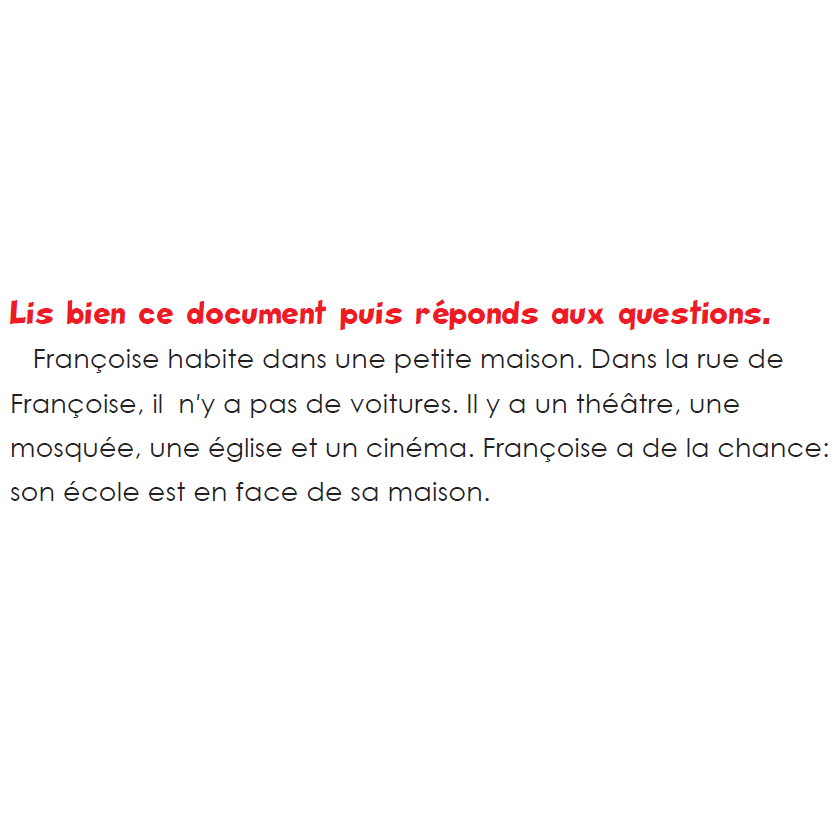 Lis bien ce document puis réponds aux questions.
Françoise habite dans une petite maison. Dans la rue de
Françoise, il n'y a pas de voitures. Il y a un théâtre, une
mosquée, une église et un cinéma. Françoise a de la chance:
son école est en face de sa maison.